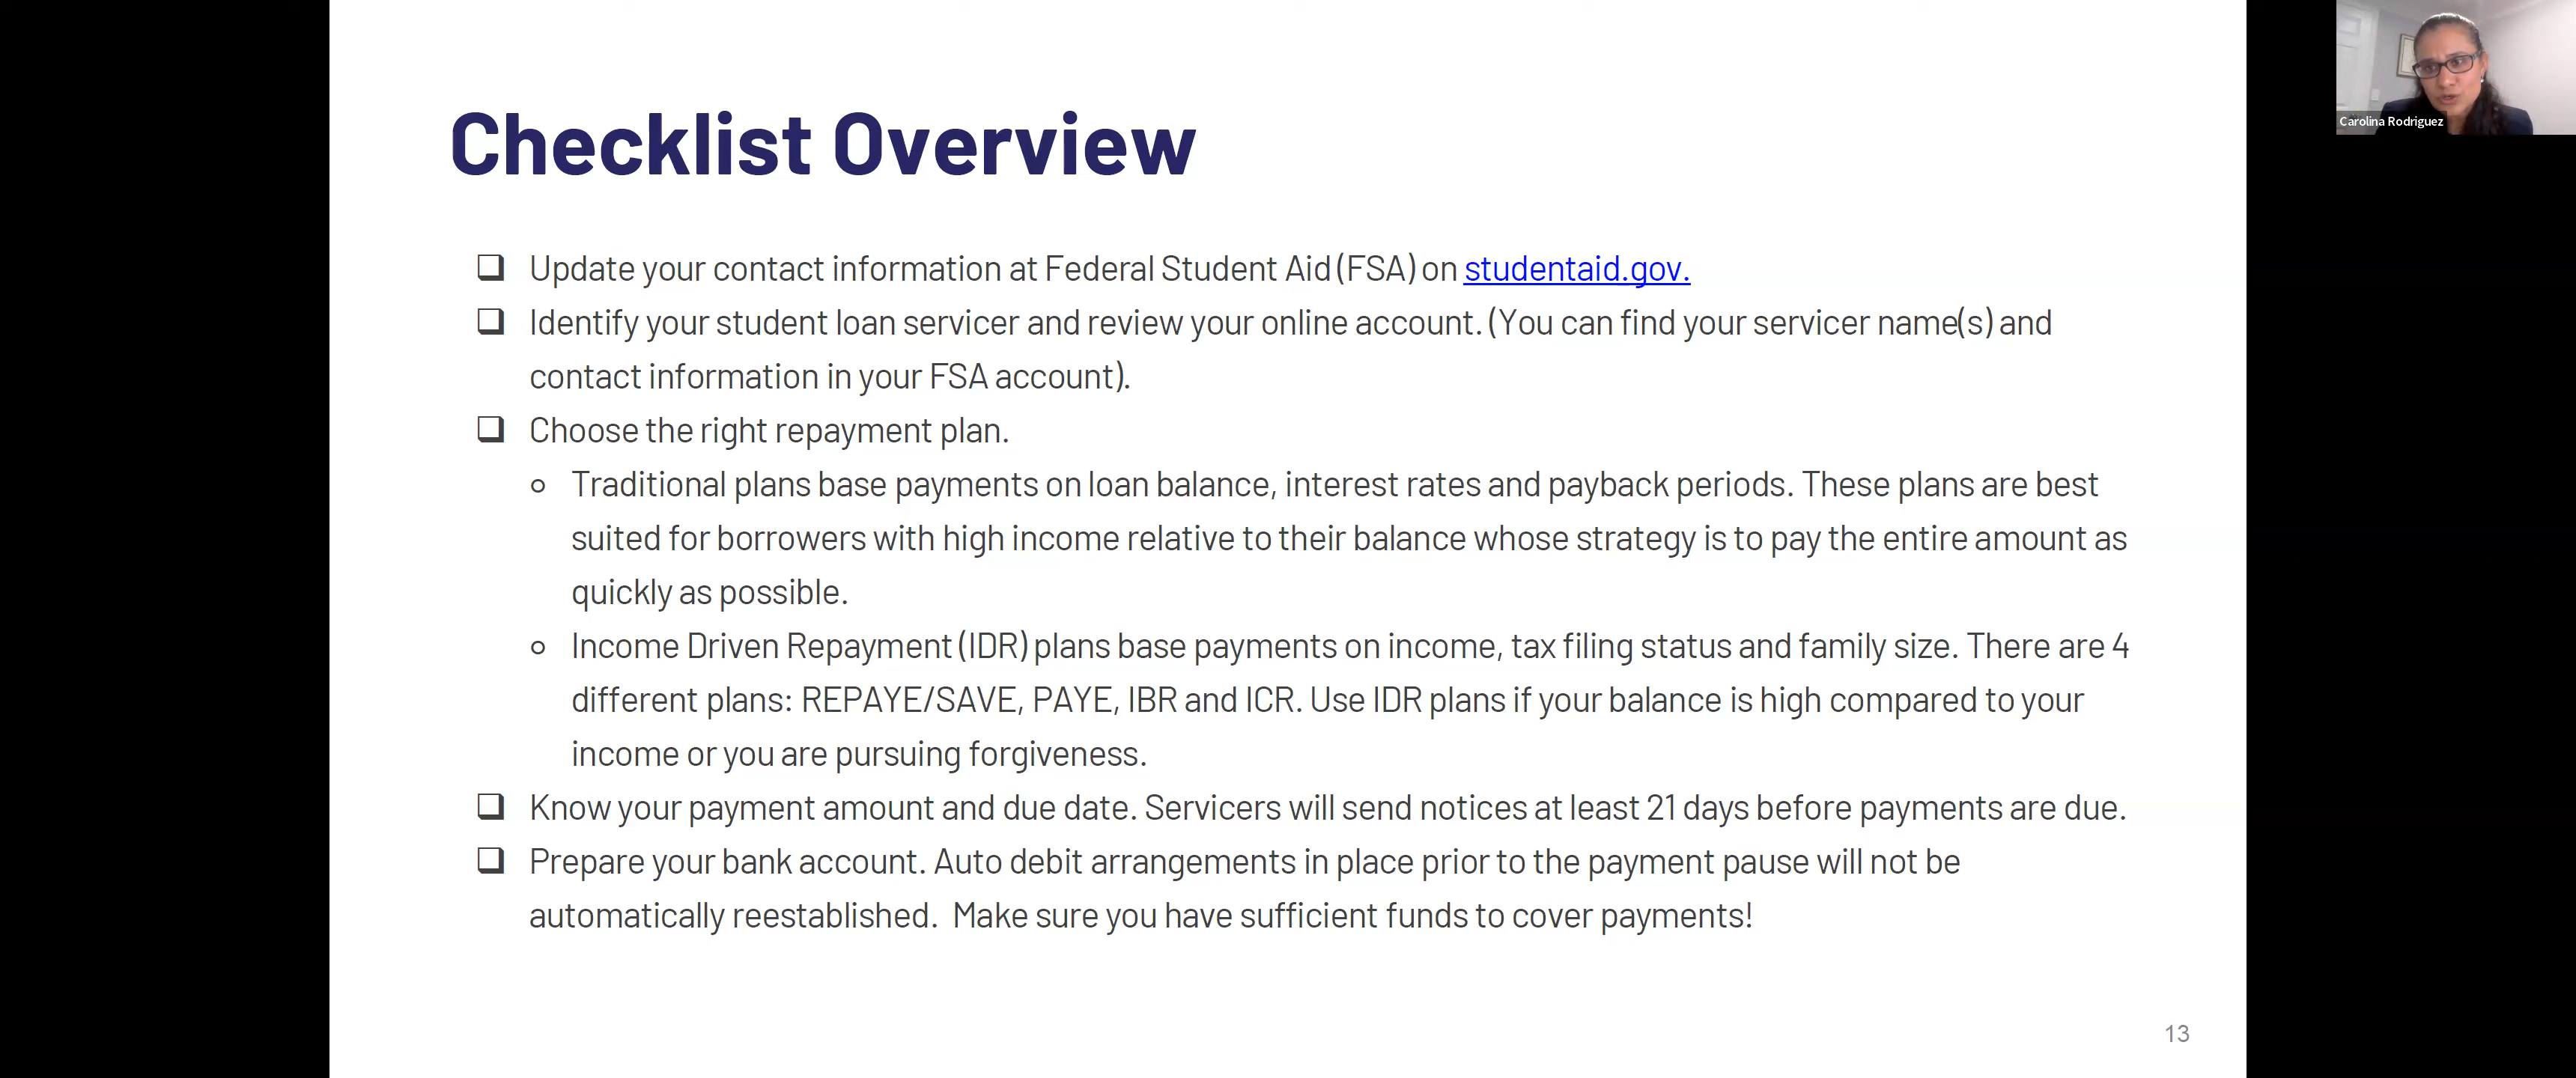 Checklist Overview
Update your contact information at Federal Student Aid (FSA) on studentaid.gov.
Identify your student loan servicer and review your online account. (You can find your servicer name(s) and
contact information in your FSA account).
Choose the right repayment plan.
Traditional plans base payments on loan balance, interest rates and payback periods. These plans are best
suited for borrowers with high income relative to their balance whose strategy is to pay the entire amount as
quickly as possible.
Income Driven Repayment (IDR) plans base payments on income, tax filing status and family size. There are 4
different plans: REPAYE/SAVE, PAYE, IBR and ICR. Use IDR plans if your balance is high compared to your
income or you are pursuing forgiveness.
Know your payment amount and due date. Servicers will send notices at least 21 days before payments are due.
Prepare your bank account. Auto debit arrangements in place prior to the payment pause will not be
automatically reestablished.  Make sure you have sufficient funds to cover payments!
13
Carolina Rodriguez